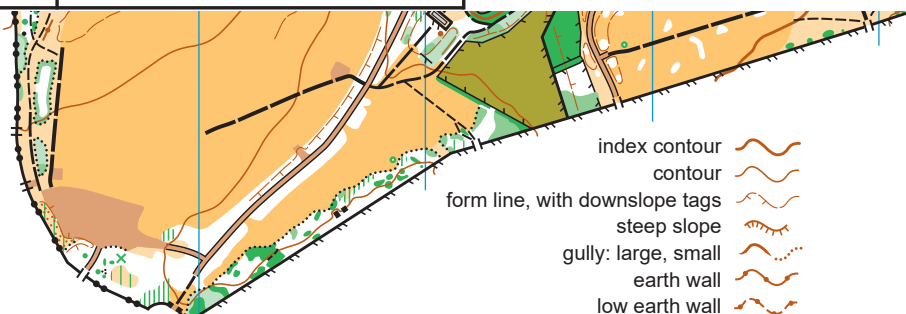 index contour
contour
form line, with downslope tags
steep slope
gully: large, small
earth wall
low earth wall